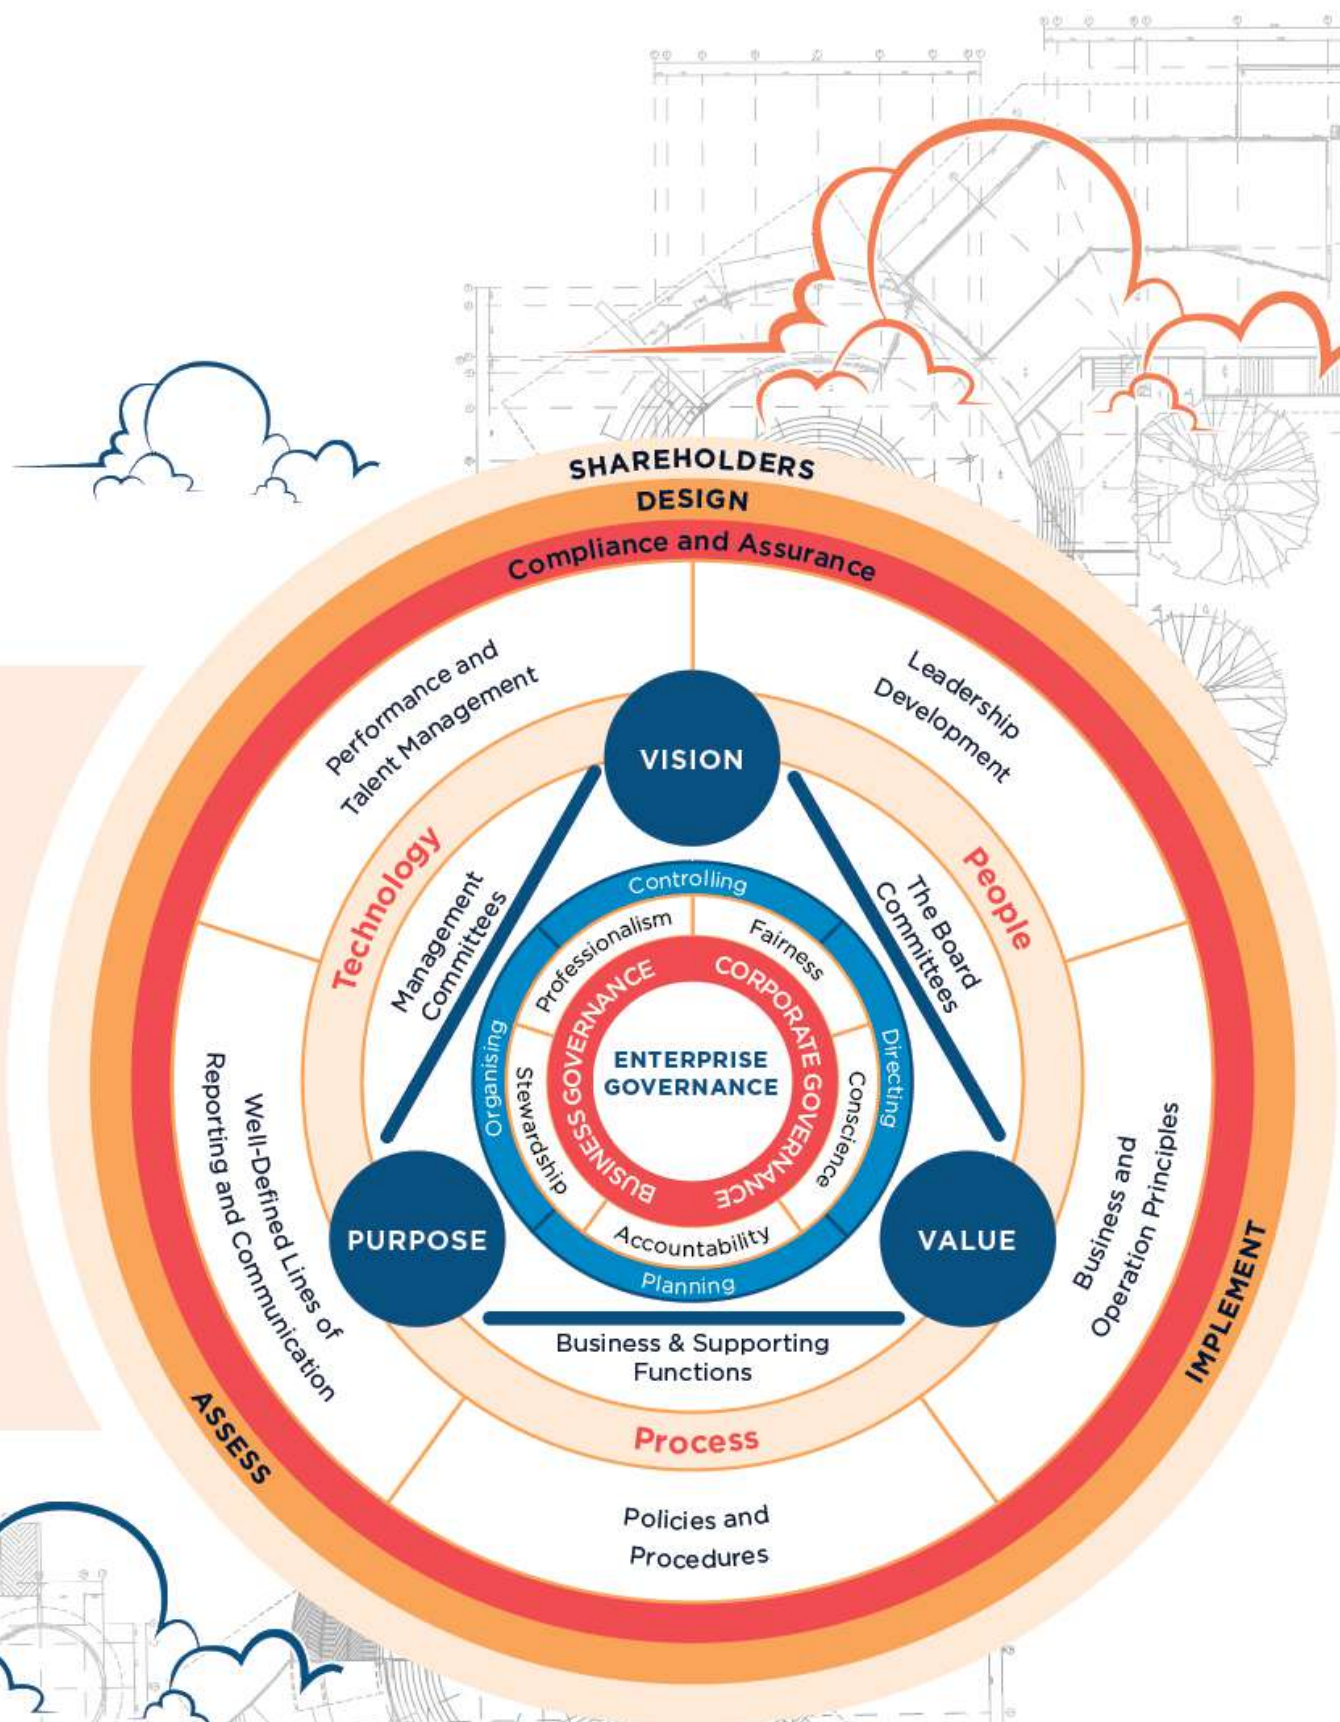 SHAREHOLDERS
DESIGN
Compliance and Assurance
Performance and
Talent Management
Leadership
Development
VISION
Technology
People
Management
Committees
The Board
Committees
Controlling
Professionalism
Fairness
BUSINESS GOVERNANCE
CORPORATE GOVERNANCE
ENTERPRISE
GOVERNANCE
Organising
Directing
Stewardship
Conscience
Accountability
Planning
PURPOSE
VALUE
Well-Defined Lines of
Reporting and Communication
Business and
Operation Principles
Business & Supporting
Functions
IMPLEMENT
ASSESS
Process
Policies and
Procedures